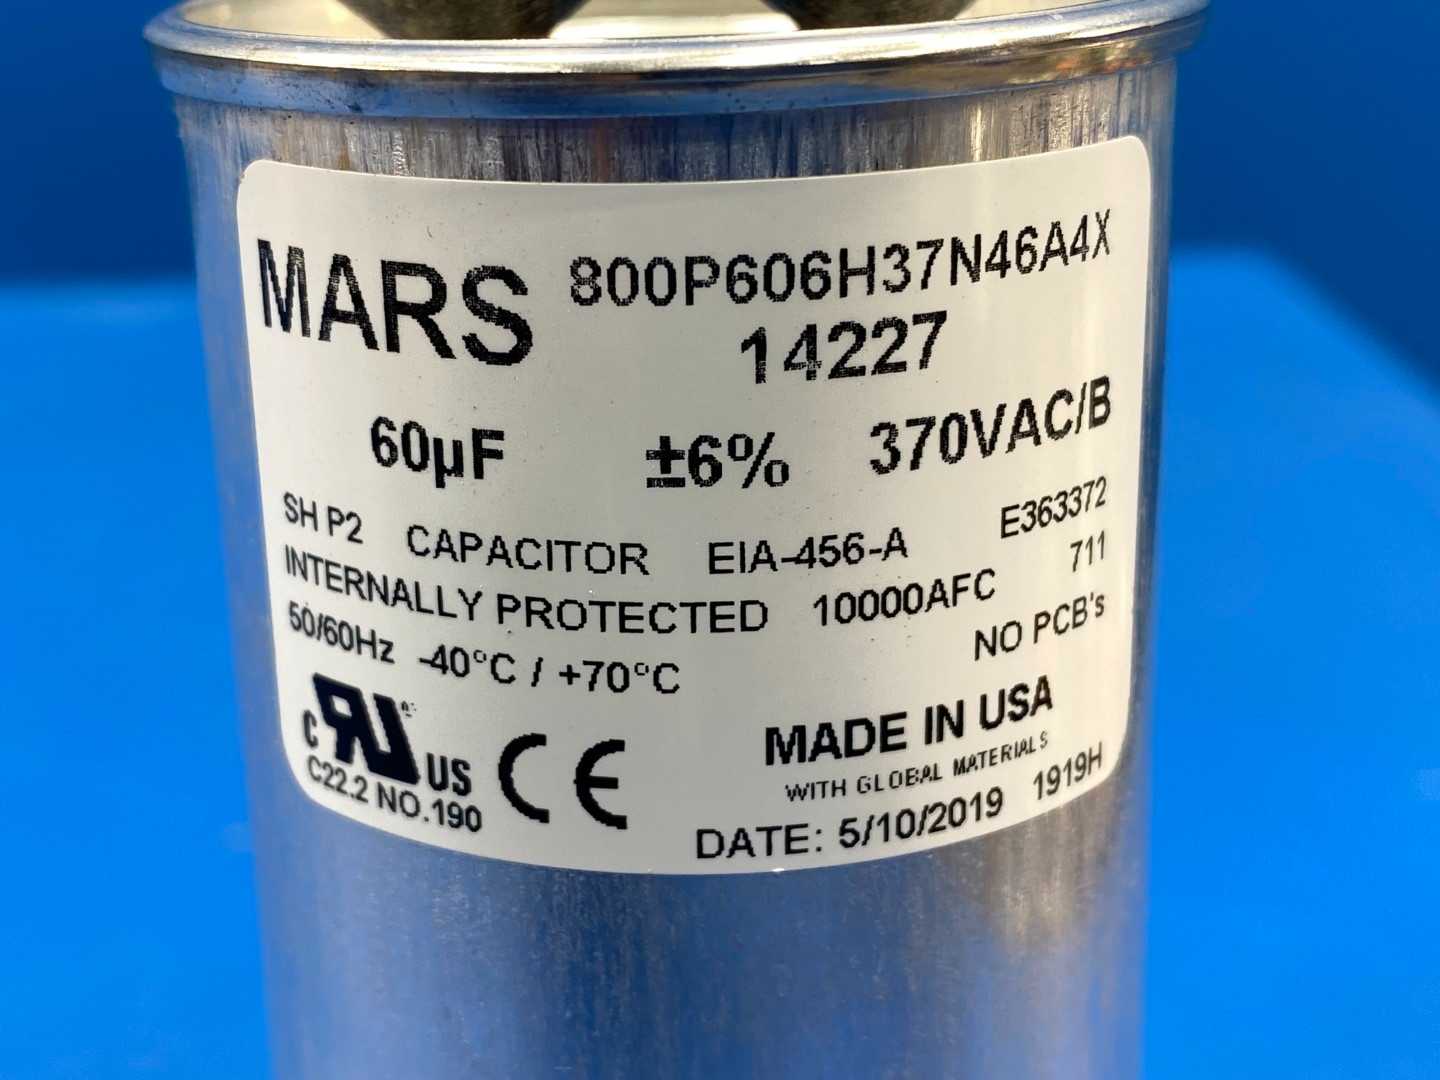 MARS 800P606H37N46A4X
14227
60µF ±6% 370VAC/B
SH P2 CAPACITOR EIA-456-A E363372
INTERNALLY PROTECTED 10000AFC 711
50/60Hz -40°C / +70°C NO PCB's
c RU US CE MADE IN USA
WITH GLOBAL MATERIALS
C22.2 NO.190 DATE: 5/10/2019 1919H